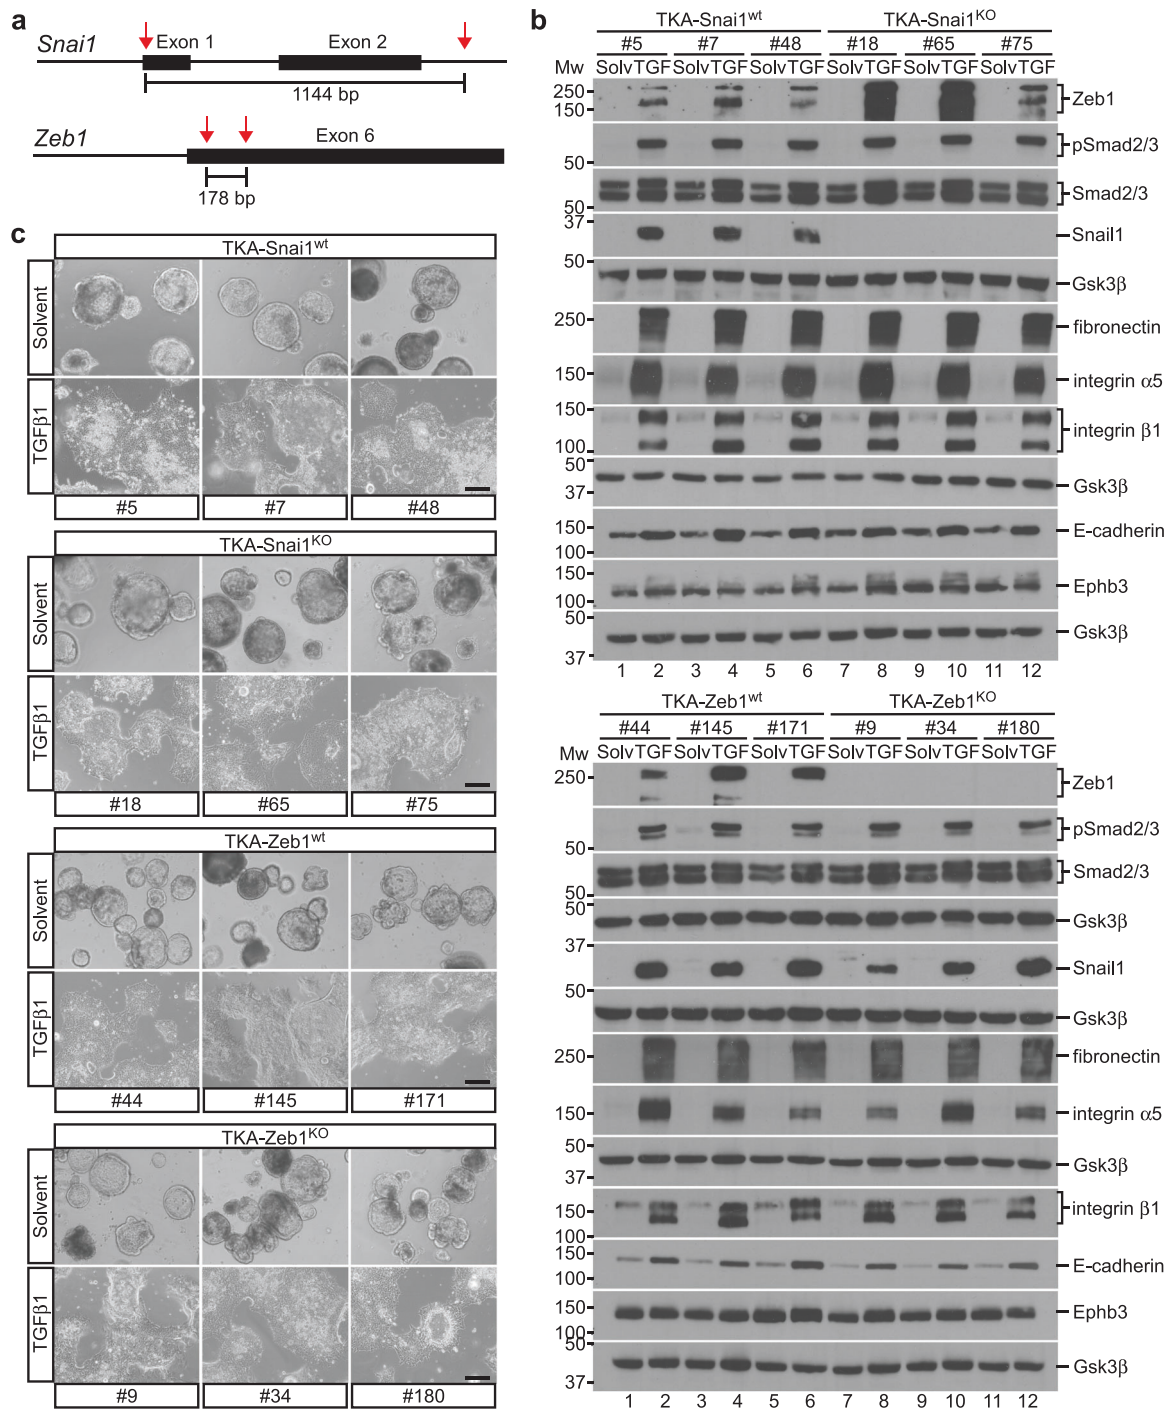 a
Snai1
Exon 1
Exon 2
1144 bp
Zeb1
Exon 6
178 bp
b
TKA-Snai1wt
TKA-Snai1KO
#5
#7
#48
#18
#65
#75
Mw
Solv TGF Solv TGF Solv TGF Solv TGF Solv TGF Solv TGF
250
150
Zeb1
50
pSmad2/3
50
Smad2/3
37
Snail1
50
Gsk3β
250
fibronectin
150
integrin α5
150
100
integrin β1
50
37
Gsk3β
150
100
E-cadherin
150
100
Ephb3
50
37
Gsk3β
1 2 3 4 5 6 7 8 9 10 11 12
TKA-Zeb1wt
TKA-Zeb1KO
#44
#145
#171
#9
#34
#180
Mw
Solv TGF Solv TGF Solv TGF Solv TGF Solv TGF Solv TGF
250
Zeb1
50
pSmad2/3
50
Smad2/3
50
37
Gsk3β
Snail1
50
Gsk3β
250
fibronectin
150
integrin α5
50
37
Gsk3β
150
100
integrin β1
150
100
E-cadherin
150
100
Ephb3
50
37
Gsk3β
1 2 3 4 5 6 7 8 9 10 11 12
c
TKA-Snai1wt
Solvent
TGFβ1
#5
#7
#48
TKA-Snai1KO
Solvent
TGFβ1
#18
#65
#75
TKA-Zeb1wt
Solvent
TGFβ1
#44
#145
#171
TKA-Zeb1KO
Solvent
TGFβ1
#9
#34
#180